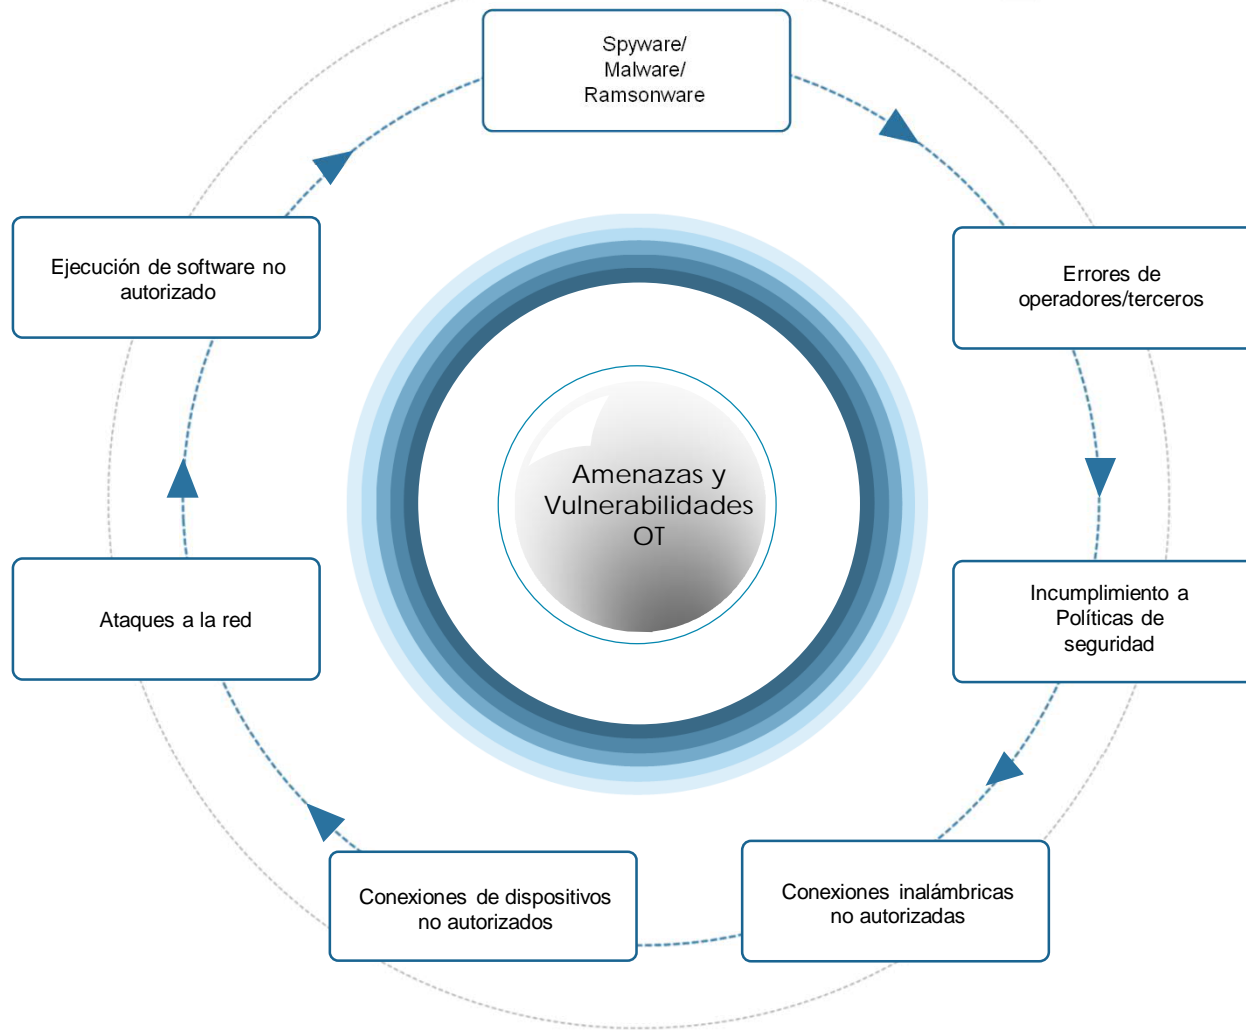 Spyware/
Malware/
Ramsonware
Ejecución de software no
autorizado
Errores de
operadores/terceros
Amenazas y
Vulnerabilidades
OT
Ataques a la red
Incumplimiento a
Políticas de
seguridad
Conexiones de dispositivos
no autorizados
Conexiones inalámbricas
no autorizadas